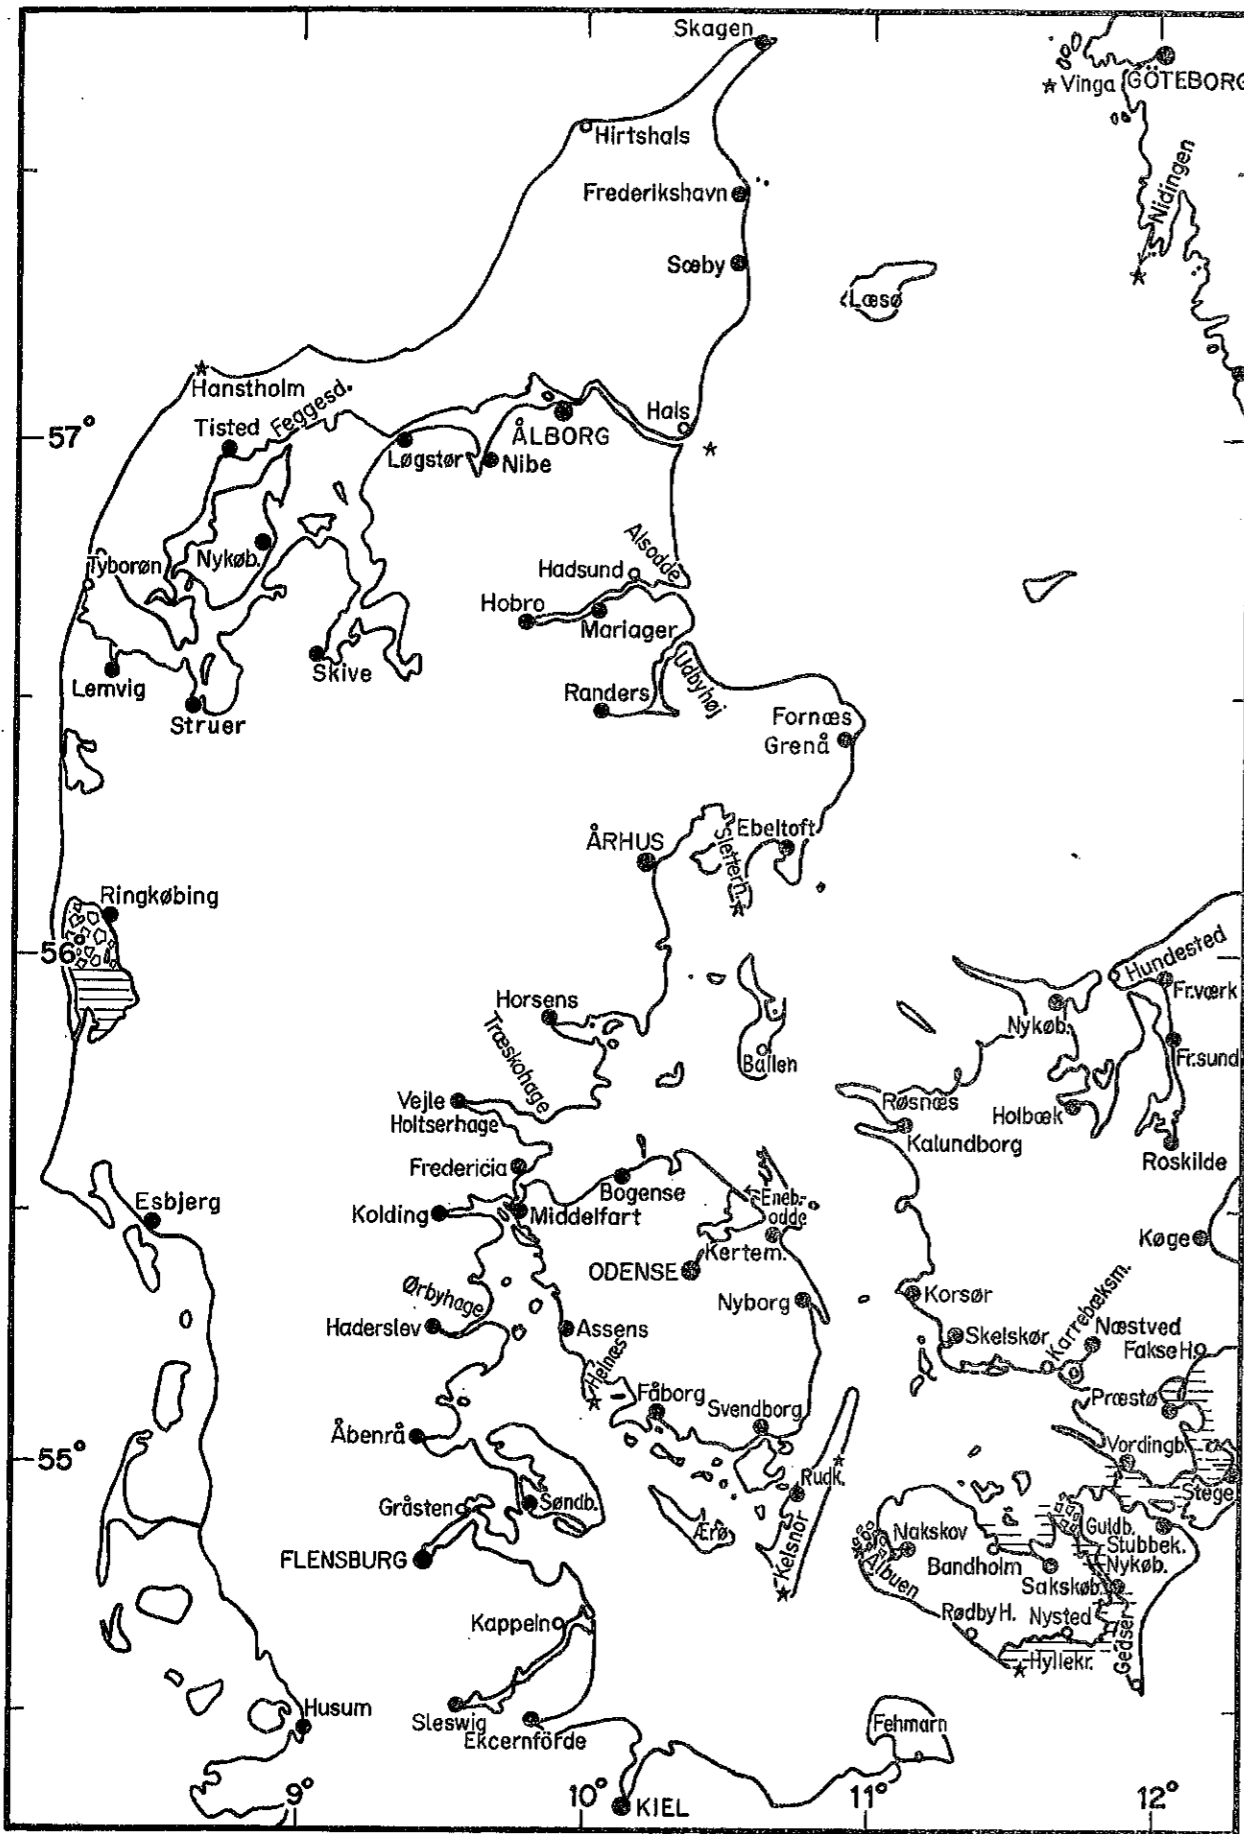 Skagen
Vinga
GÖTEBORG
Hirtshals
Nidingen
Frederikshavn
Sæby
Læsø
Hanstholm
Feggesd.
Tisted
57°
Hals
ÅLBORG
Løgstør
Nibe
Nykøb.
Tyborøn
Alsodde
Hadsund
Hobro
Mariager
Skive
Lemvig
Udbyhøj
Randers
Struer
Fornæs
Grenå
Ebeltoft
ÅRHUS
Sletterh.
Ringkøbing
56°
Hundested
Fr.værk
Horsens
Nykøb.
Træskohage
Fr.sund
Ballen
Vejle
Røsnæs
Holbæk
Holtserhage
Kalundborg
Fredericia
Roskilde
Bogense
Esbjerg
Eneb.
odde
Kolding
Middelfart
Køge
Kertem.
ODENSE
Ørbyhage
Nyborg
Korsør
Karrebæksm.
Haderslev
Assens
Skelskør
Næstved
Fakse H.
Helnæs
Fåborg
Svendborg
Præstø
Åbenrå
55°
Vordingb.
Rudk.
Stege
Gråsten
Søndb.
Ærø
Kelsnor
Nakskov
Guldb.
Stubbek.
FLENSBURG
Albuen
Bandholm
Nykøb.
Sakskøb.
Kappeln
Rødby H.
Nysted
Gedser
Hyllekr.
Husum
Sleswig
Ekcernförde
Fehmarn
9°
10°
KIEL
11°
12°